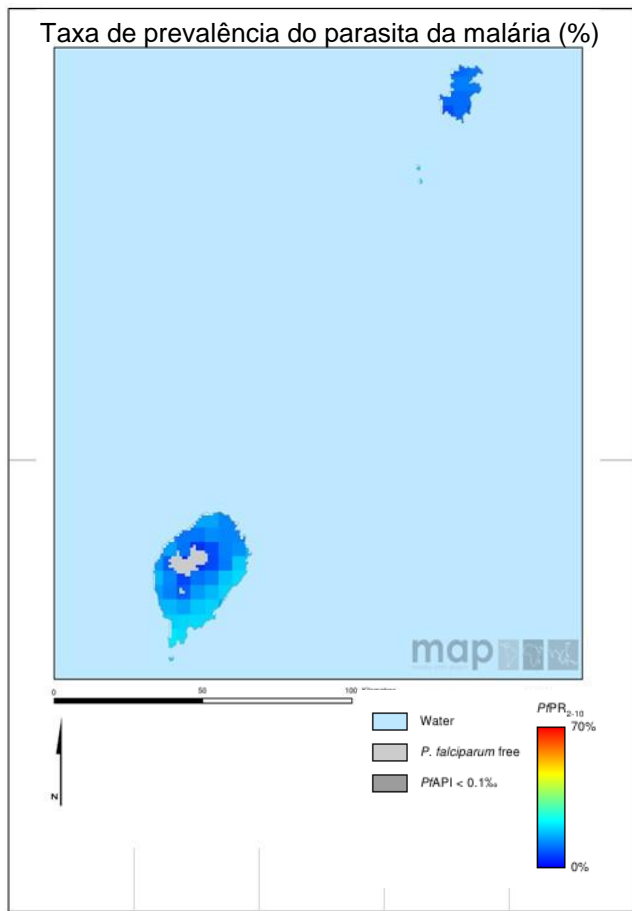 Taxa de prevalência do parasita da malária (%)
map
0 50 100 Kilometres
PfPR2-10
Water
70%
P. falciparum free
PfAPI < 0.1‰
0%
N